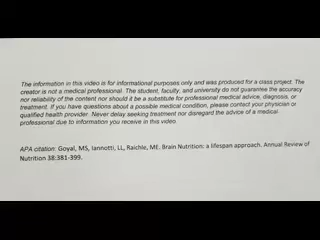 The information in this video is for informational purposes only and was produced for a class project. The
creator is not a medical professional. The student, faculty, and university do not guarantee the accuracy
nor reliability of the content nor should it be a substitute for professional medical advice, diagnosis, or
treatment. If you have questions about a possible medical condition, please contact your physician or
qualified health provider. Never delay seeking treatment nor disregard the advice of a medical
professional due to information you receive in this video.
APA citation: Goyal, MS, Iannotti, LL, Raichle, ME. Brain Nutrition: a lifespan approach. Annual Review of
Nutrition 38:381-399.